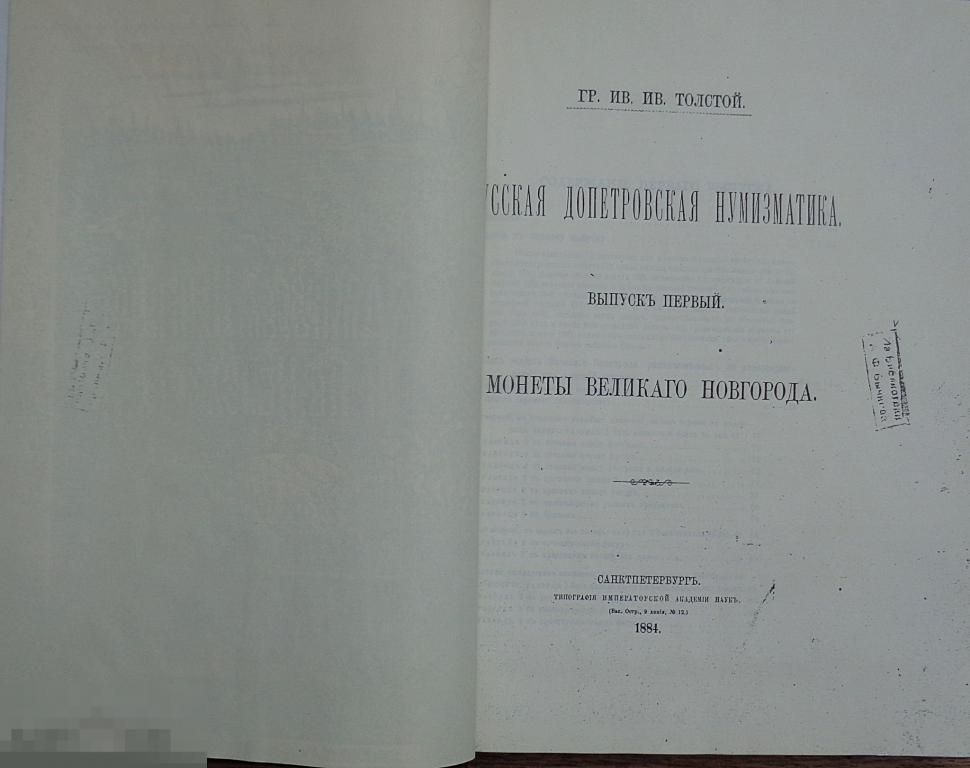 ГР. ИВ. ИВ. ТОЛСТОЙ.
УССКАЯ ДОПЕТРОВСКАЯ НУМИЗМАТИКА.
ВЫПУСКЪ ПЕРВЫЙ.
МОНЕТЫ ВЕЛИКАГО НОВГОРОДА.
САНКТПЕТЕРБУРГЪ.
ТИПОГРАФІЯ ИМПЕРАТОРСКОЙ АКАДЕМІИ НАУКЪ.
(Вас. Остр., 9 линія, № 12.)
1884.